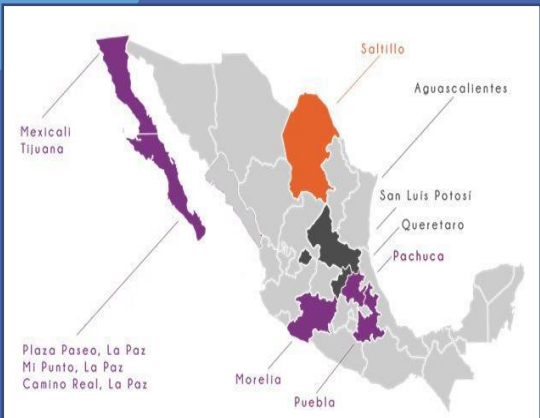 Saltillo
Aguascalientes
Mexicali
Tijuana
San Luis Potosí
Queretaro
Pachuca
Plaza Paseo, La Paz
Mi Punto, La Paz
Camino Real, La Paz
Morelia
Puebla